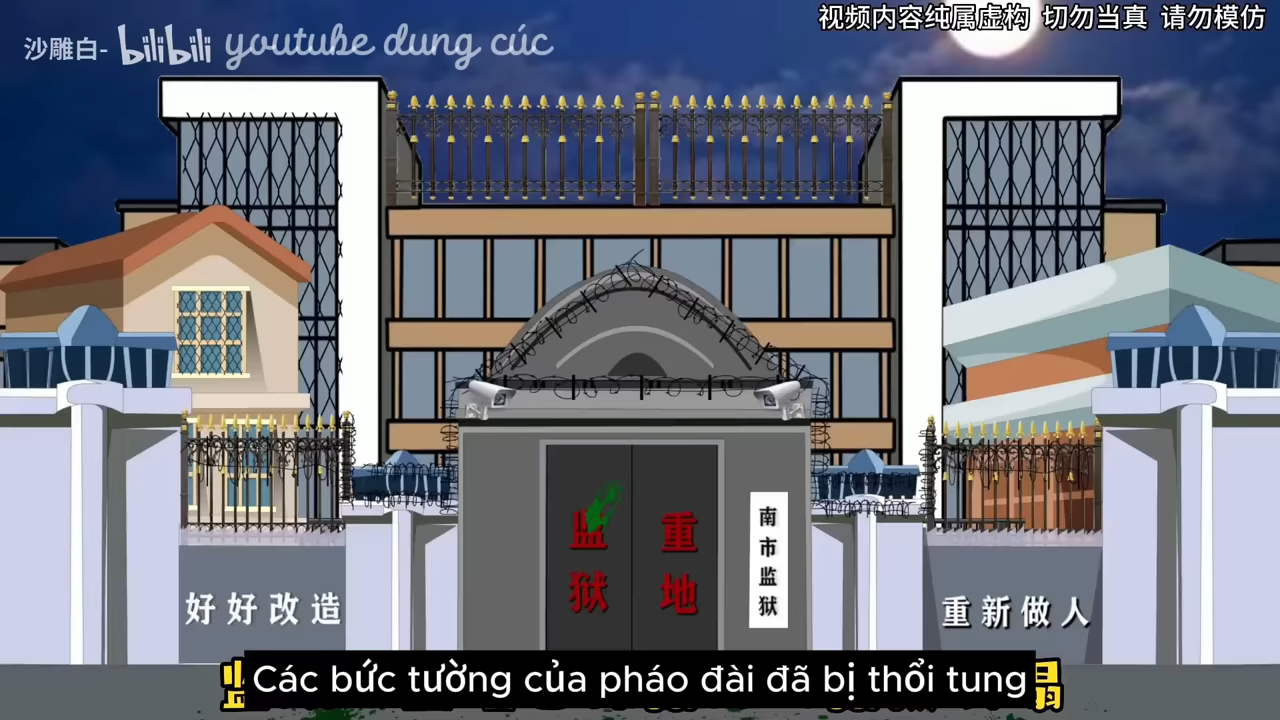 视频内容纯属虚构 切勿当真 请勿模仿
沙雕白- bilibili youtube dung cúc
监狱
重地
南市监狱
好好改造
重新做人
Các bức tường của pháo đài đã bị thổi tung